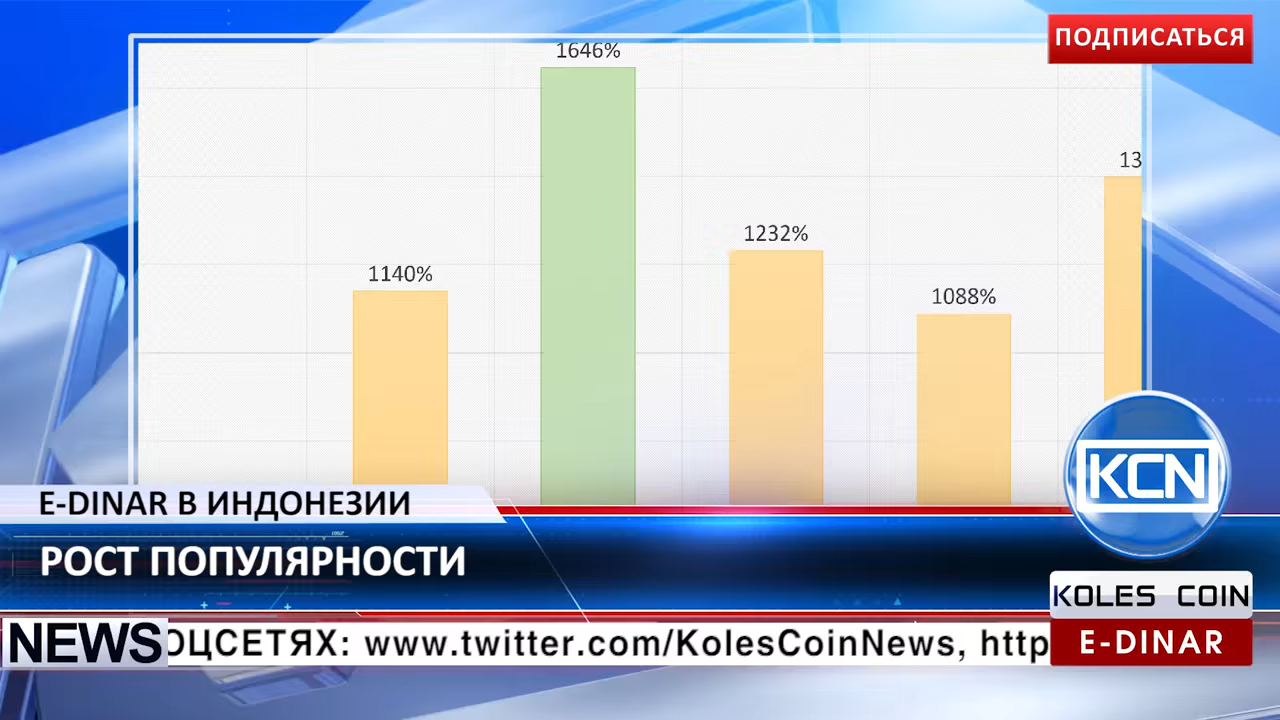 ПОДПИСАТЬСЯ
1646%
13
1232%
1140%
1088%
KCN
E-DINAR В ИНДОНЕЗИИ
РОСТ ПОПУЛЯРНОСТИ
KOLES COIN
NEWS ОЦСЕТЯХ: www.twitter.com/KolesCoinNews, http
E-DINAR